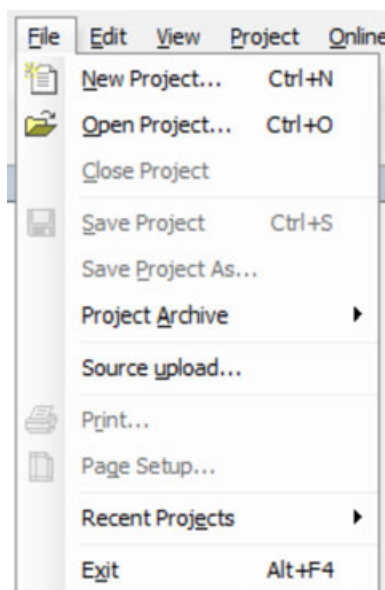 File Edit View Project Online
New Project... Ctrl+N
Open Project... Ctrl+O
Close Project
Save Project Ctrl+S
Save Project As...
Project Archive
Source upload...
Print...
Page Setup...
Recent Projects
Exit Alt+F4